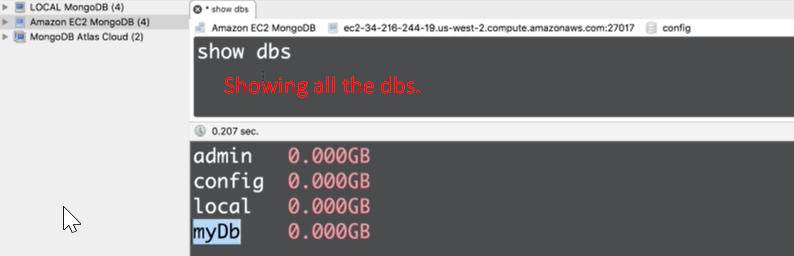 LOCAL MongoDB (4)
Amazon EC2 MongoDB (4)
MongoDB Atlas Cloud (2)
* show dbs
Amazon EC2 MongoDB ec2-34-216-244-19.us-west-2.compute.amazonaws.com:27017 config
show dbs
Showing all the dbs.
0.207 sec.
admin 0.000GB
config 0.000GB
local 0.000GB
myDb 0.000GB